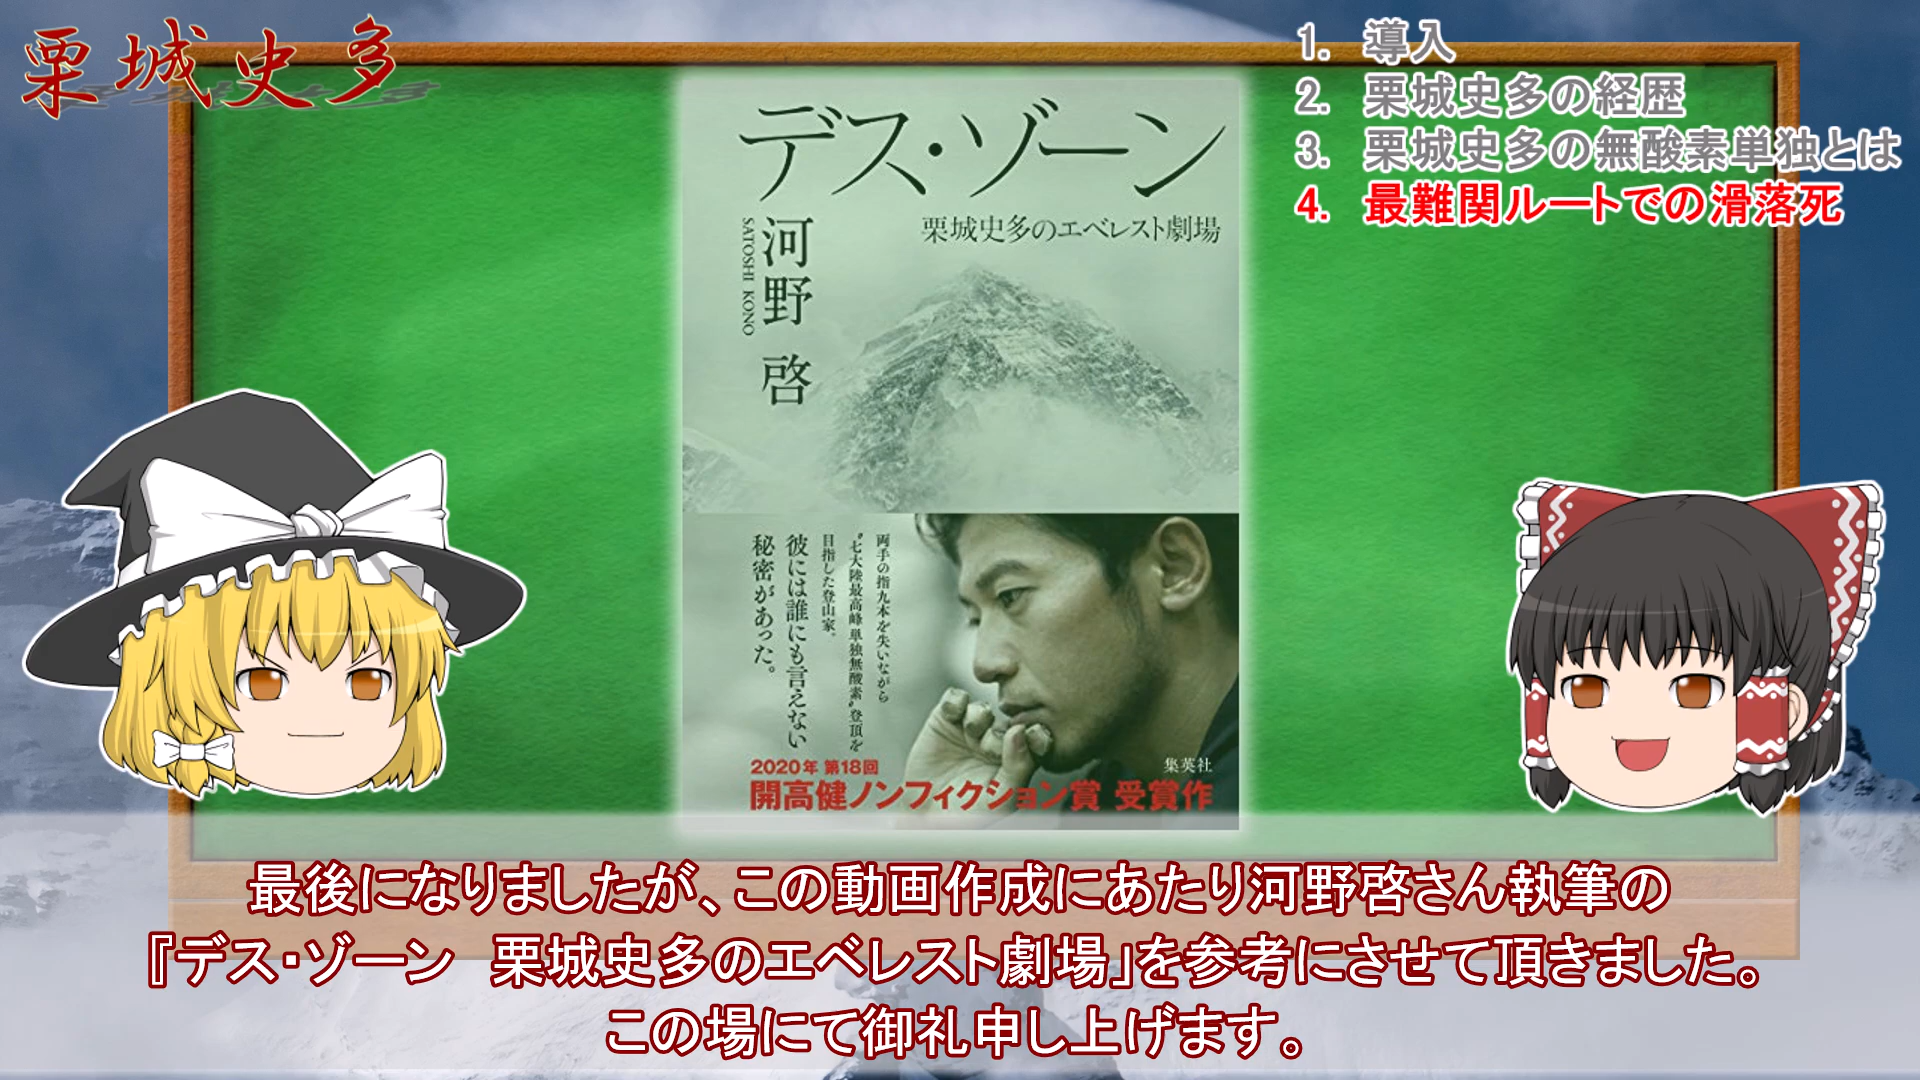 栗城史多
1. 導入
2. 栗城史多の経歴
3. 栗城史多の無酸素単独とは
4. 最難関ルートでの滑落死
デス・ゾーン
栗城史多のエベレスト劇場
河野 啓
SATOSHI KONO
両手の指九本を失いながら
“七大陸最高峰単独無酸素”登頂を
目指した登山家。
彼には誰にも言えない
秘密があった。
2020年 第18回
開高健ノンフィクション賞 受賞作
集英社
最後になりましたが、この動画作成にあたり河野啓さん執筆の
『デス・ゾーン　栗城史多のエベレスト劇場」を参考にさせて頂きました。
この場にて御礼申し上げます。